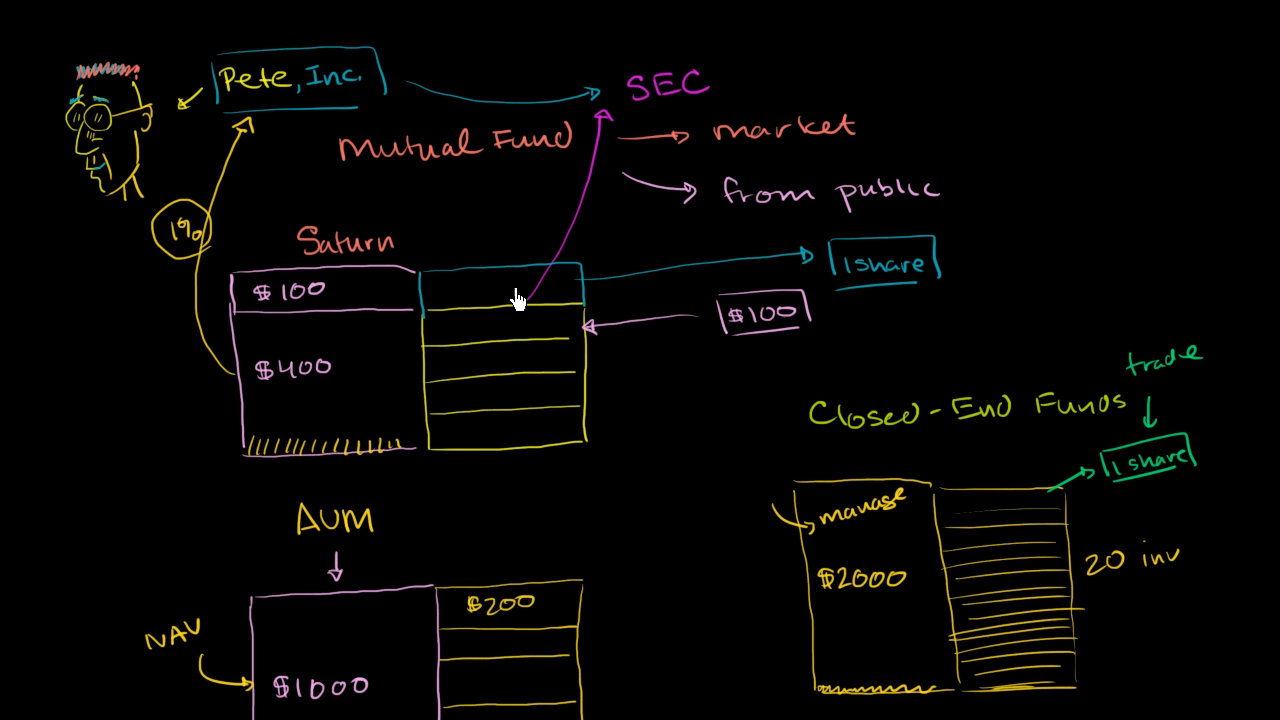 Pete, Inc.
SEC
Mutual Fund
market
from public
1%
Saturn
1 share
$100
$100
$400
trade
Closed-End Funds
1 share
manage
AUM
20 inv
$2000
$200
NAV
$1000